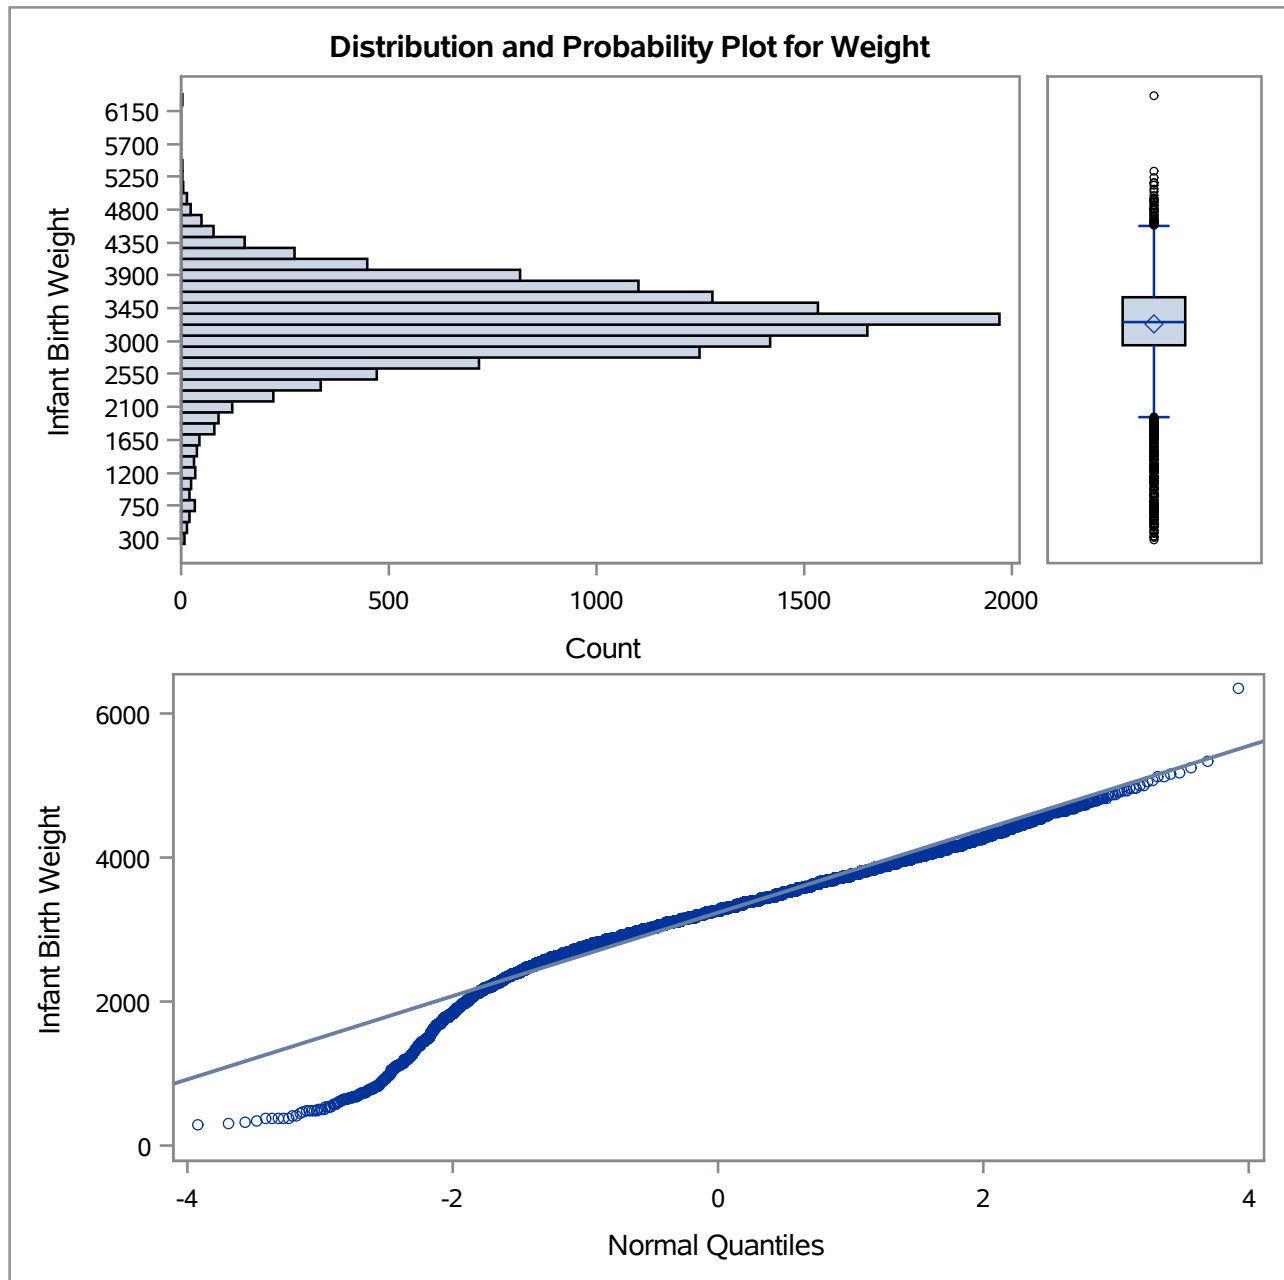 Distribution and Probability Plot for Weight
Infant Birth Weight
6150
5700
5250
4800
4350
3900
3450
3000
2550
2100
1650
1200
750
300
0 500 1000 1500 2000
Count
Infant Birth Weight
6000
4000
2000
0
-4 -2 0 2 4
Normal Quantiles